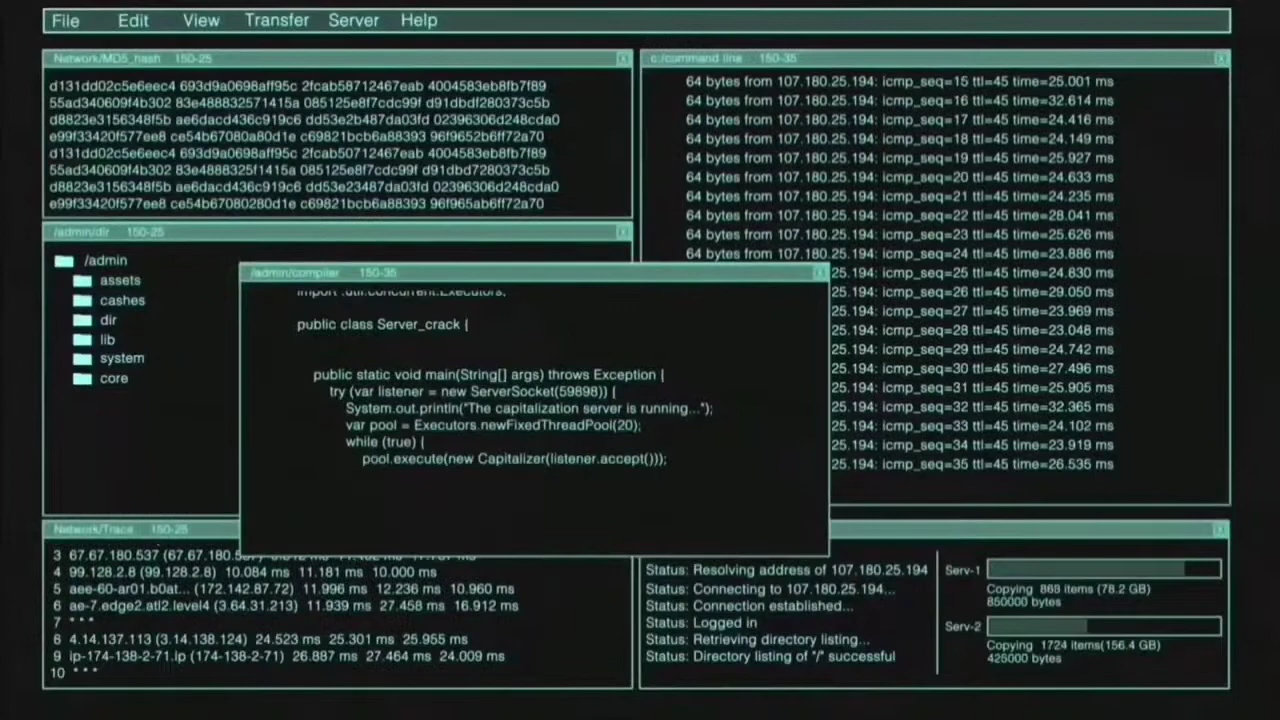 File Edit View Transfer Server Help
Network/MD5_hash 150-25
d131dd02c5e6eec4 693d9a0698aff95c 2fcab58712467eab 4004583eb8fb7f89
55ad340609f4b302 83e488832571415a 085125e8f7cdc99f d91dbdf280373c5b
d8823e3156348f5b ae6dacd436c919c6 dd53e2b487da03fd 02396306d248cda0
e99f33420f577ee8 ce54b67080a80d1e c69821bcb6a88393 96f9652b6ff72a70
d131dd02c5e6eec4 693d9a0698aff95c 2fcab50712467eab 4004583eb8fb7f89
55ad340609f4b302 83e4888325f1415a 085125e8f7cdc99f d91dbd7280373c5b
d8823e3156348f5b ae6dacd436c919c6 dd53e23487da03fd 02396306d248cda0
e99f33420f577ee8 ce54b67080280d1e c69821bcb6a88393 96f965ab6ff72a70
c:/command line 150-35
64 bytes from 107.180.25.194: icmp_seq=15 ttl=45 time=25.001 ms
64 bytes from 107.180.25.194: icmp_seq=16 ttl=45 time=32.614 ms
64 bytes from 107.180.25.194: icmp_seq=17 ttl=45 time=24.416 ms
64 bytes from 107.180.25.194: icmp_seq=18 ttl=45 time=24.149 ms
64 bytes from 107.180.25.194: icmp_seq=19 ttl=45 time=25.927 ms
64 bytes from 107.180.25.194: icmp_seq=20 ttl=45 time=24.633 ms
64 bytes from 107.180.25.194: icmp_seq=21 ttl=45 time=24.235 ms
64 bytes from 107.180.25.194: icmp_seq=22 ttl=45 time=28.041 ms
64 bytes from 107.180.25.194: icmp_seq=23 ttl=45 time=25.626 ms
64 bytes from 107.180.25.194: icmp_seq=24 ttl=45 time=23.886 ms
25.194: icmp_seq=25 ttl=45 time=24.830 ms
25.194: icmp_seq=26 ttl=45 time=29.050 ms
25.194: icmp_seq=27 ttl=45 time=23.969 ms
25.194: icmp_seq=28 ttl=45 time=23.048 ms
25.194: icmp_seq=29 ttl=45 time=24.742 ms
25.194: icmp_seq=30 ttl=45 time=27.496 ms
25.194: icmp_seq=31 ttl=45 time=25.905 ms
25.194: icmp_seq=32 ttl=45 time=32.365 ms
25.194: icmp_seq=33 ttl=45 time=24.102 ms
25.194: icmp_seq=34 ttl=45 time=23.919 ms
25.194: icmp_seq=35 ttl=45 time=26.535 ms
/admin/dir 150-25
/admin
assets
cashes
dir
lib
system
core
/admin/compiler 150-35
import .util.concurrent.Executors;
public class Server_crack {
public static void main(String[] args) throws Exception {
try (var listener = new ServerSocket(59898)) {
System.out.println("The capitalization server is running...");
var pool = Executors.newFixedThreadPool(20);
while (true) {
pool.execute(new Capitalizer(listener.accept()));
Network/Trace 150-25
3 67.67.180.537 (67.67.180.537)
4 99.128.2.8 (99.128.2.8) 10.084 ms 11.181 ms 10.000 ms
5 aee-60-ar01.b0at... (172.142.87.72) 11.996 ms 12.236 ms 10.960 ms
6 ae-7.edge2.atl2.level4 (3.64.31.213) 11.939 ms 27.458 ms 16.912 ms
7 * * *
6 4.14.137.113 (3.14.138.124) 24.523 ms 25.301 ms 25.955 ms
9 ip-174-138-2-71.ip (174-138-2-71) 26.887 ms 27.464 ms 24.009 ms
10 * * *
Status: Resolving address of 107.180.25.194
Status: Connecting to 107.180.25.194...
Status: Connection established...
Status: Logged in
Status: Retrieving directory listing...
Status: Directory listing of "/" successful
Serv-1
Copying 868 items (78.2 GB)
850000 bytes
Serv-2
Copying 1724 items(156.4 GB)
425000 bytes